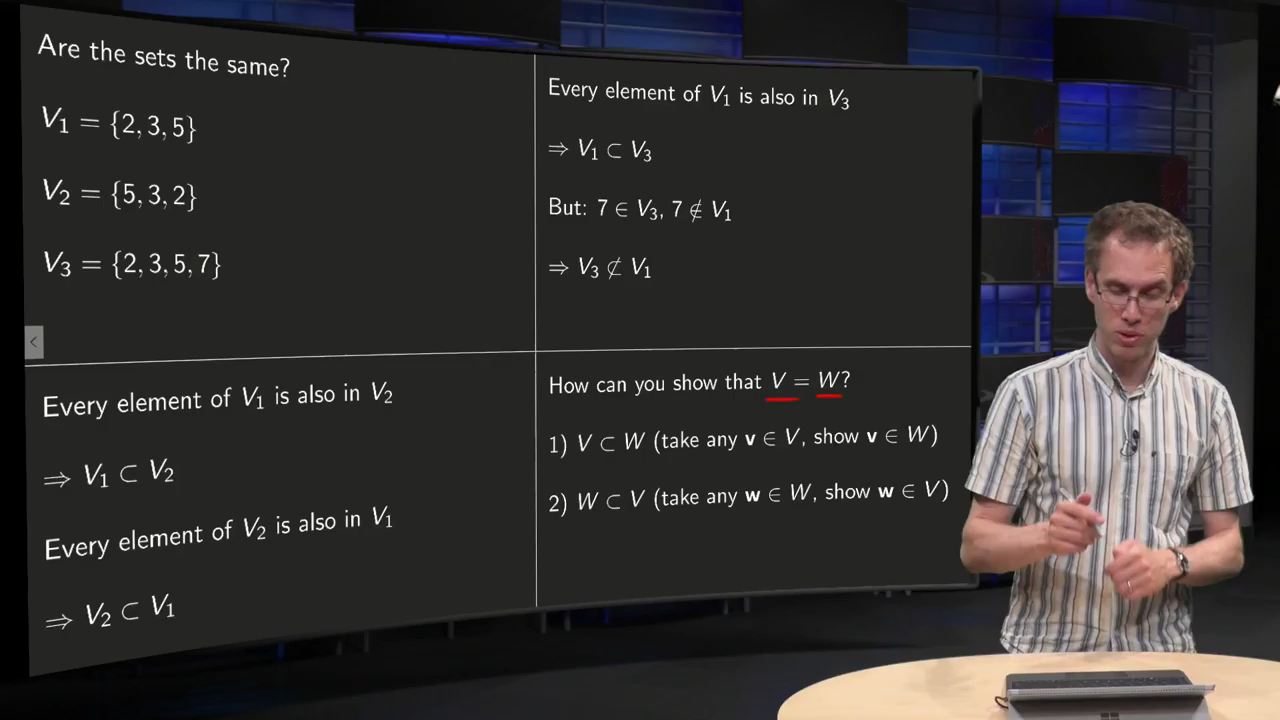 Are the sets the same?
V₁ = {2, 3, 5}
V₂ = {5, 3, 2}
V₃ = {2, 3, 5, 7}
Every element of V₁ is also in V₃
⇒ V₁ ⊂ V₃
But: 7 ∈ V₃, 7 ∉ V₁
⇒ V₃ ⊄ V₁
Every element of V₁ is also in V₂
⇒ V₁ ⊂ V₂
Every element of V₂ is also in V₁
⇒ V₂ ⊂ V₁
How can you show that V = W?
1) V ⊂ W (take any v ∈ V, show v ∈ W)
2) W ⊂ V (take any w ∈ W, show w ∈ V)